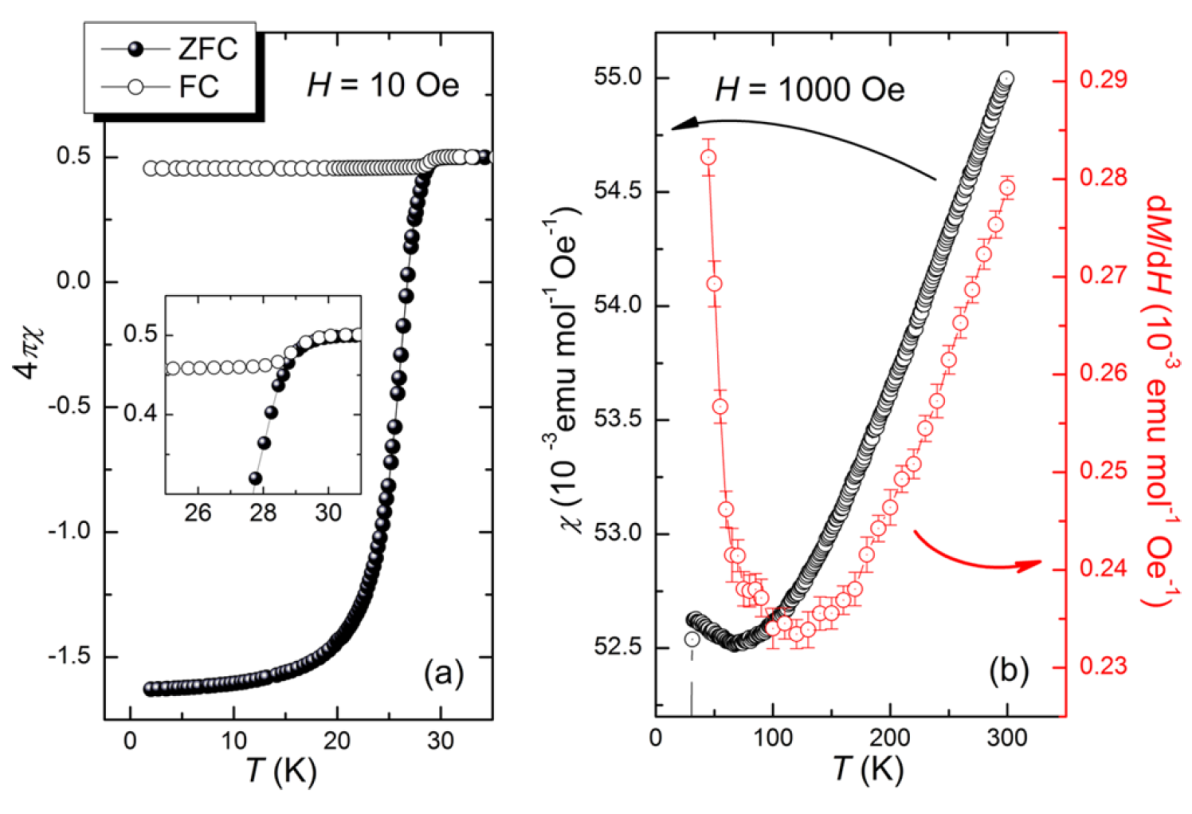 ZFC
FC
H = 10 Oe
0.5
0.0
-0.5
-1.0
-1.5
4πχ
0.5
0.4
26 28 30
(a)
0 10 20 30
T (K)
H = 1000 Oe
55.0
54.5
54.0
53.5
53.0
52.5
χ (10⁻³emu mol⁻¹ Oe⁻¹)
0.29
0.28
0.27
0.26
0.25
0.24
0.23
dM/dH (10⁻³ emu mol⁻¹ Oe⁻¹)
(b)
0 100 200 300
T (K)